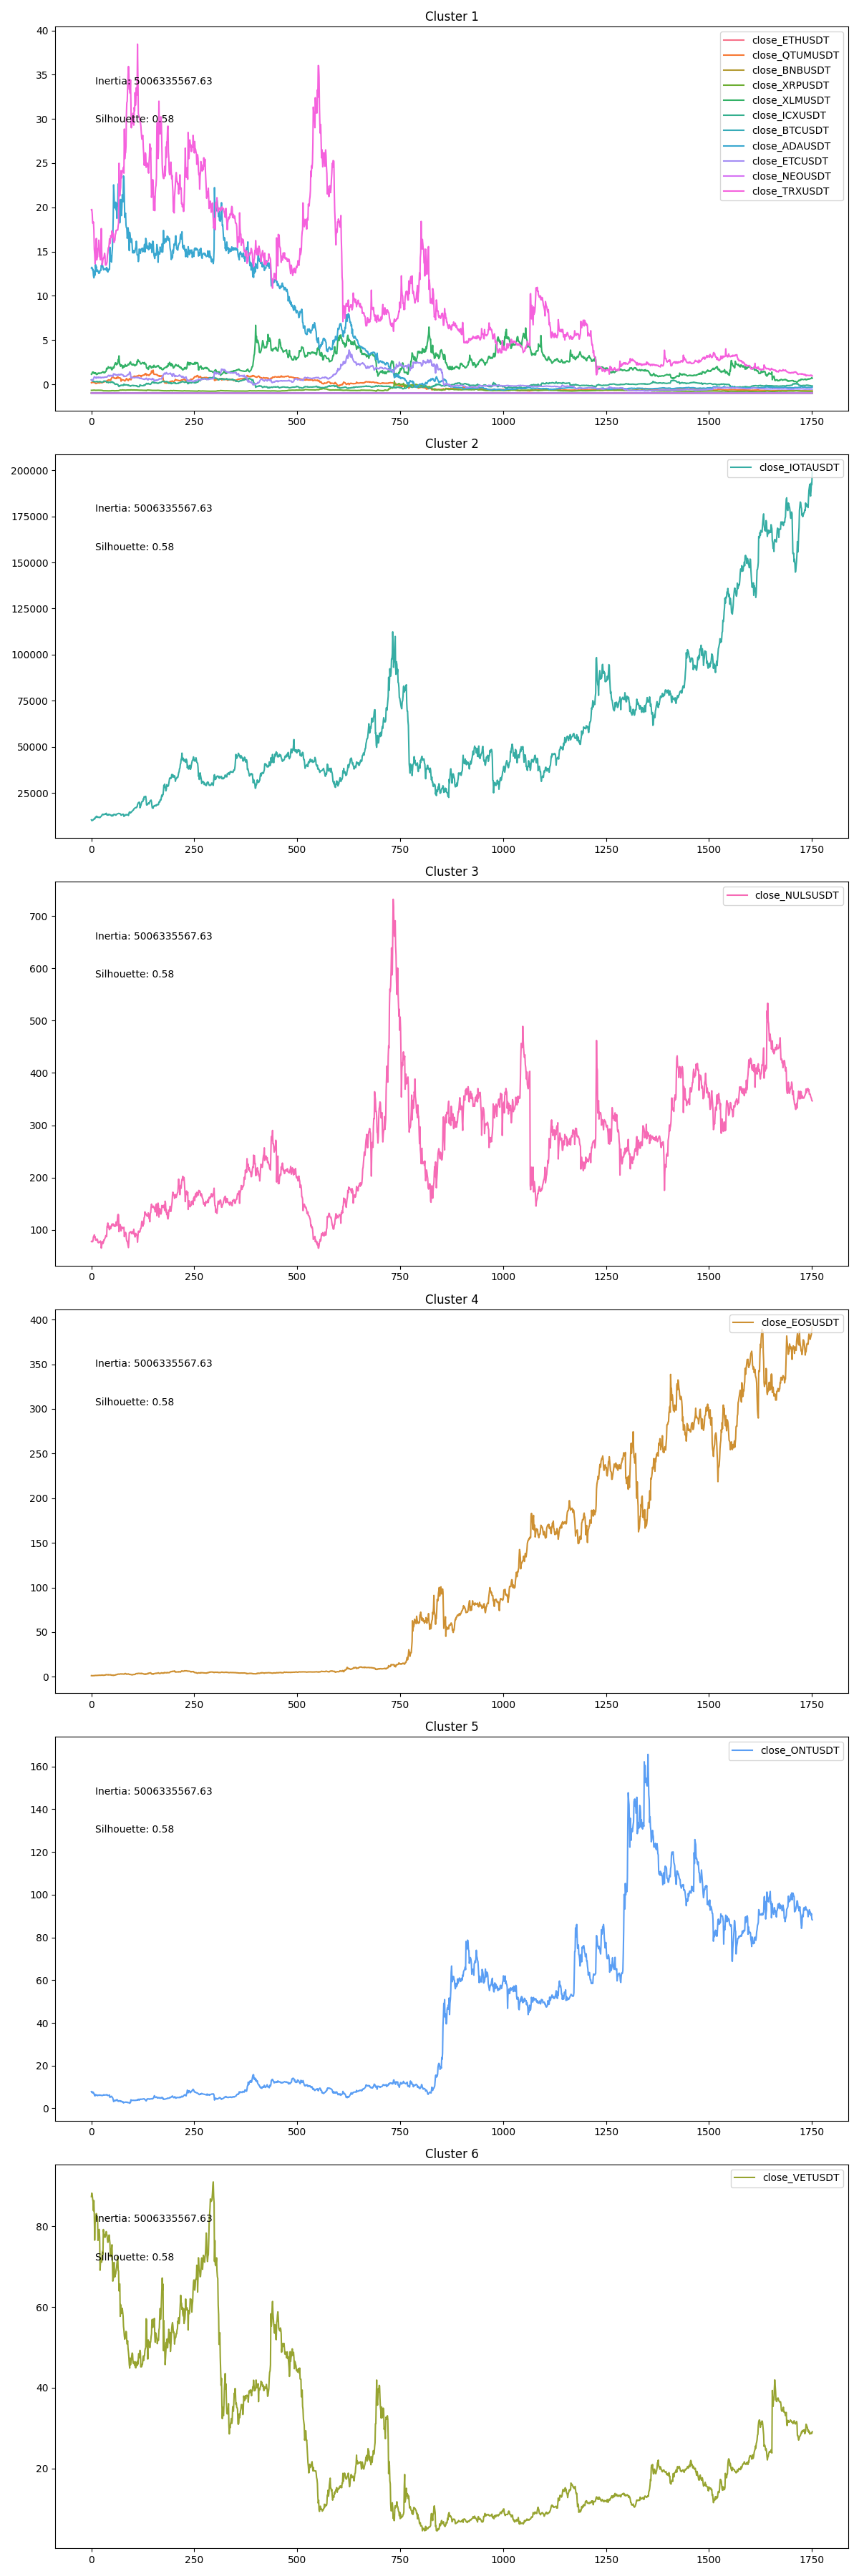 Cluster 1
40
35
30
25
20
15
10
5
0
Inertia: 5006335567.63
Silhouette: 0.58
close_ETHUSDT
close_QTUMUSDT
close_BNBUSDT
close_XRPUSDT
close_XLMUSDT
close_ICXUSDT
close_BTCUSDT
close_ADAUSDT
close_ETCUSDT
close_NEOUSDT
close_TRXUSDT
0 250 500 750 1000 1250 1500 1750
Cluster 2
200000
175000
150000
125000
100000
75000
50000
25000
Inertia: 5006335567.63
Silhouette: 0.58
close_IOTAUSDT
0 250 500 750 1000 1250 1500 1750
Cluster 3
700
600
500
400
300
200
100
Inertia: 5006335567.63
Silhouette: 0.58
close_NULSUSDT
0 250 500 750 1000 1250 1500 1750
Cluster 4
400
350
300
250
200
150
100
50
0
Inertia: 5006335567.63
Silhouette: 0.58
close_EOSUSDT
0 250 500 750 1000 1250 1500 1750
Cluster 5
160
140
120
100
80
60
40
20
0
Inertia: 5006335567.63
Silhouette: 0.58
close_ONTUSDT
0 250 500 750 1000 1250 1500 1750
Cluster 6
80
60
40
20
Inertia: 5006335567.63
Silhouette: 0.58
close_VETUSDT
0 250 500 750 1000 1250 1500 1750